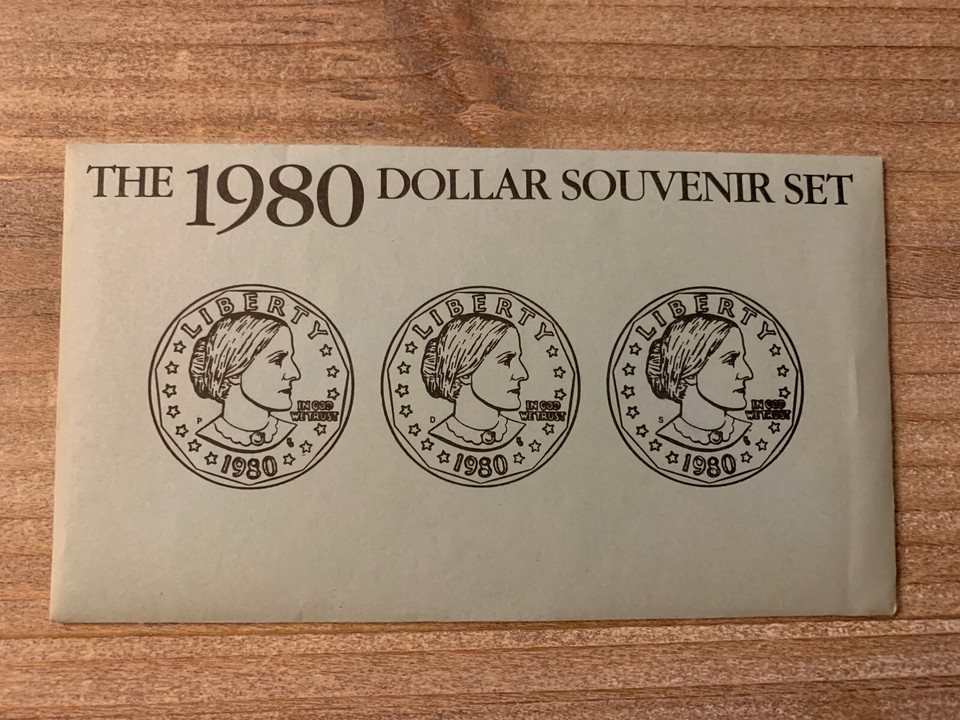 THE 1980 DOLLAR SOUVENIR SET
LIBERTY
P
IN GOD
WE TRUST
1980
LIBERTY
D
IN GOD
WE TRUST
1980
LIBERTY
S
IN GOD
WE TRUST
1980